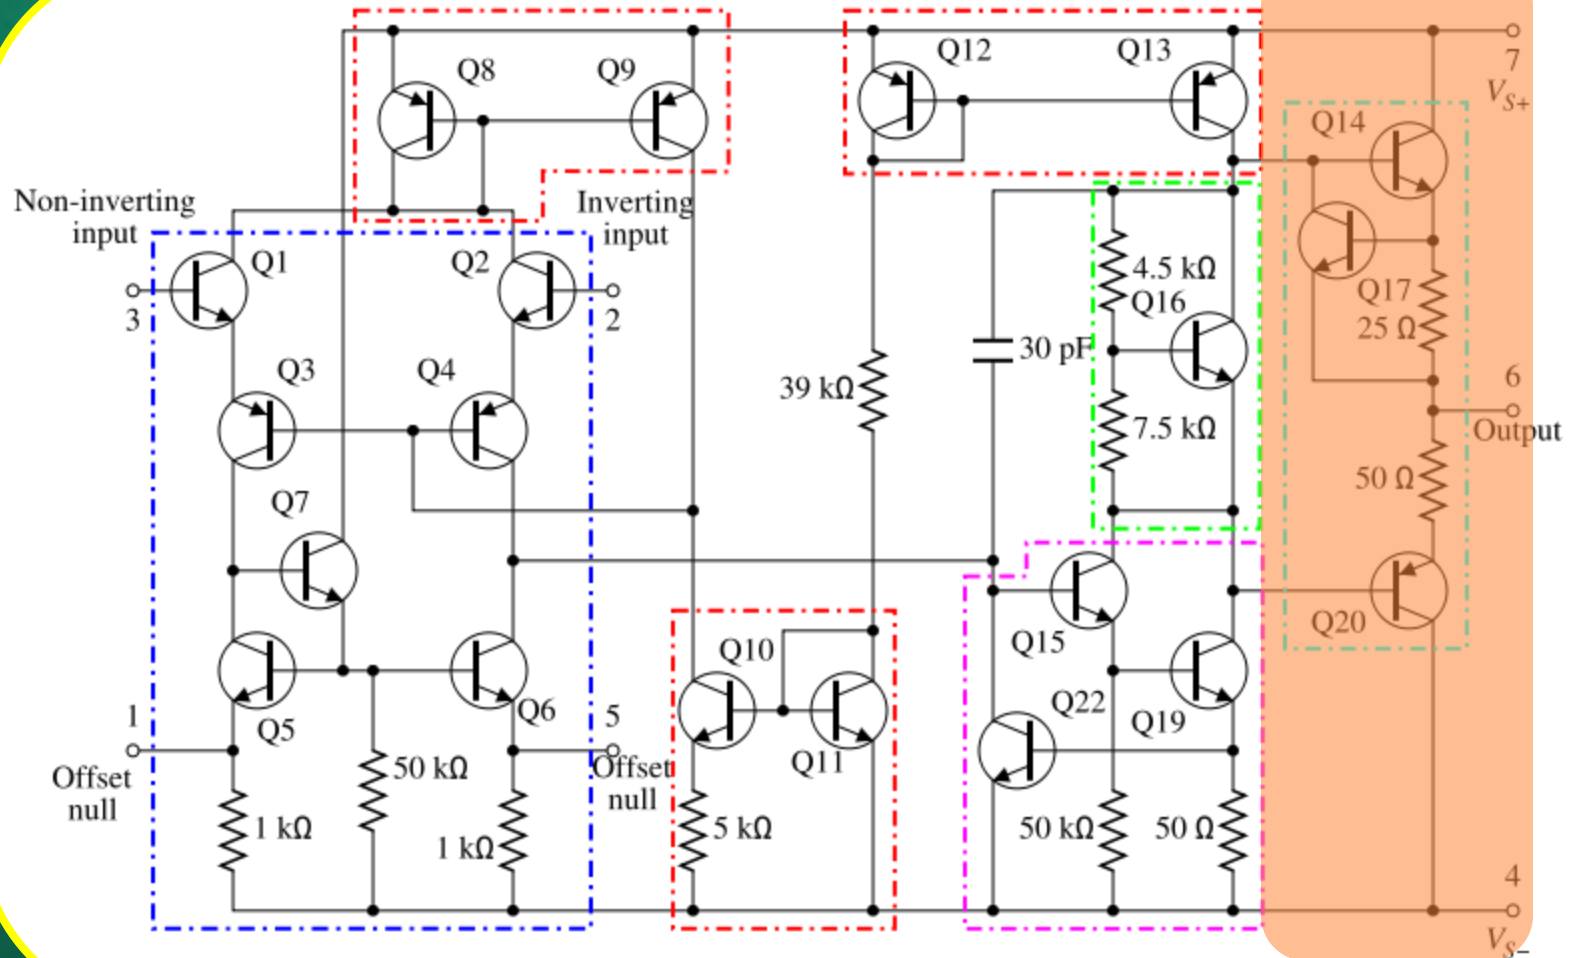 Q12
Q13
Q8
Q9
7
V_S+
Q14
Non-inverting
input
Inverting
input
Q1
Q2
3
2
4.5 kΩ
Q16
Q17
25 Ω
30 pF
Q3
Q4
39 kΩ
6
Output
7.5 kΩ
50 Ω
Q7
Q15
Q20
Q10
Q22
Q19
1
Q5
Q6
5
Offset
null
50 kΩ
Offset
null
Q11
1 kΩ
1 kΩ
5 kΩ
50 kΩ
50 Ω
4
V_S−